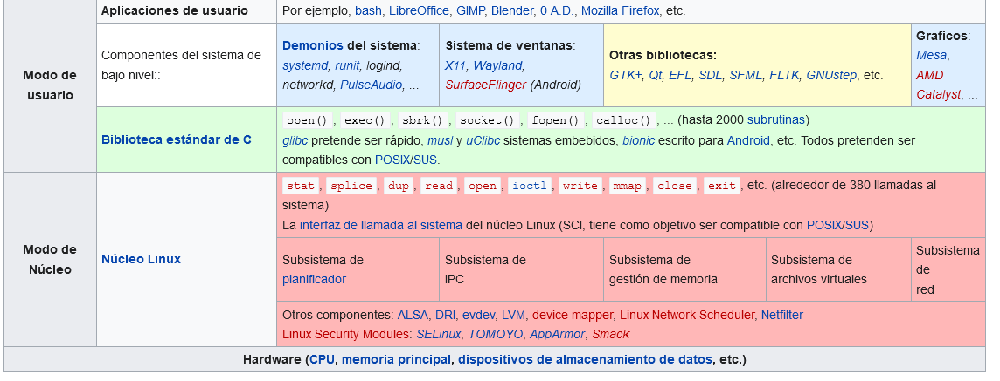 Aplicaciones de usuario
Por ejemplo, bash, LibreOffice, GIMP, Blender, 0 A.D., Mozilla Firefox, etc.
Modo de
usuario
Componentes del sistema de
bajo nivel::
Demonios del sistema:
systemd, runit, logind,
networkd, PulseAudio, ...
Sistema de ventanas:
X11, Wayland,
SurfaceFlinger (Android)
Otras bibliotecas:
GTK+, Qt, EFL, SDL, SFML, FLTK, GNUstep, etc.
Graficos:
Mesa,
AMD
Catalyst, ...
Biblioteca estándar de C
open(), exec(), sbrk(), socket(), fopen(), calloc(), ... (hasta 2000 subrutinas)
glibc pretende ser rápido, musl y uClibc sistemas embebidos, bionic escrito para Android, etc. Todos pretenden ser
compatibles con POSIX/SUS.
Modo de
Núcleo
Núcleo Linux
stat, splice, dup, read, open, ioctl, write, mmap, close, exit, etc. (alrededor de 380 llamadas al
sistema)
La interfaz de llamada al sistema del núcleo Linux (SCI, tiene como objetivo ser compatible con POSIX/SUS)
Subsistema de
planificador
Subsistema de
IPC
Subsistema de
gestión de memoria
Subsistema de
archivos virtuales
Subsistema
de
red
Otros componentes: ALSA, DRI, evdev, LVM, device mapper, Linux Network Scheduler, Netfilter
Linux Security Modules: SELinux, TOMOYO, AppArmor, Smack
Hardware (CPU, memoria principal, dispositivos de almacenamiento de datos, etc.)